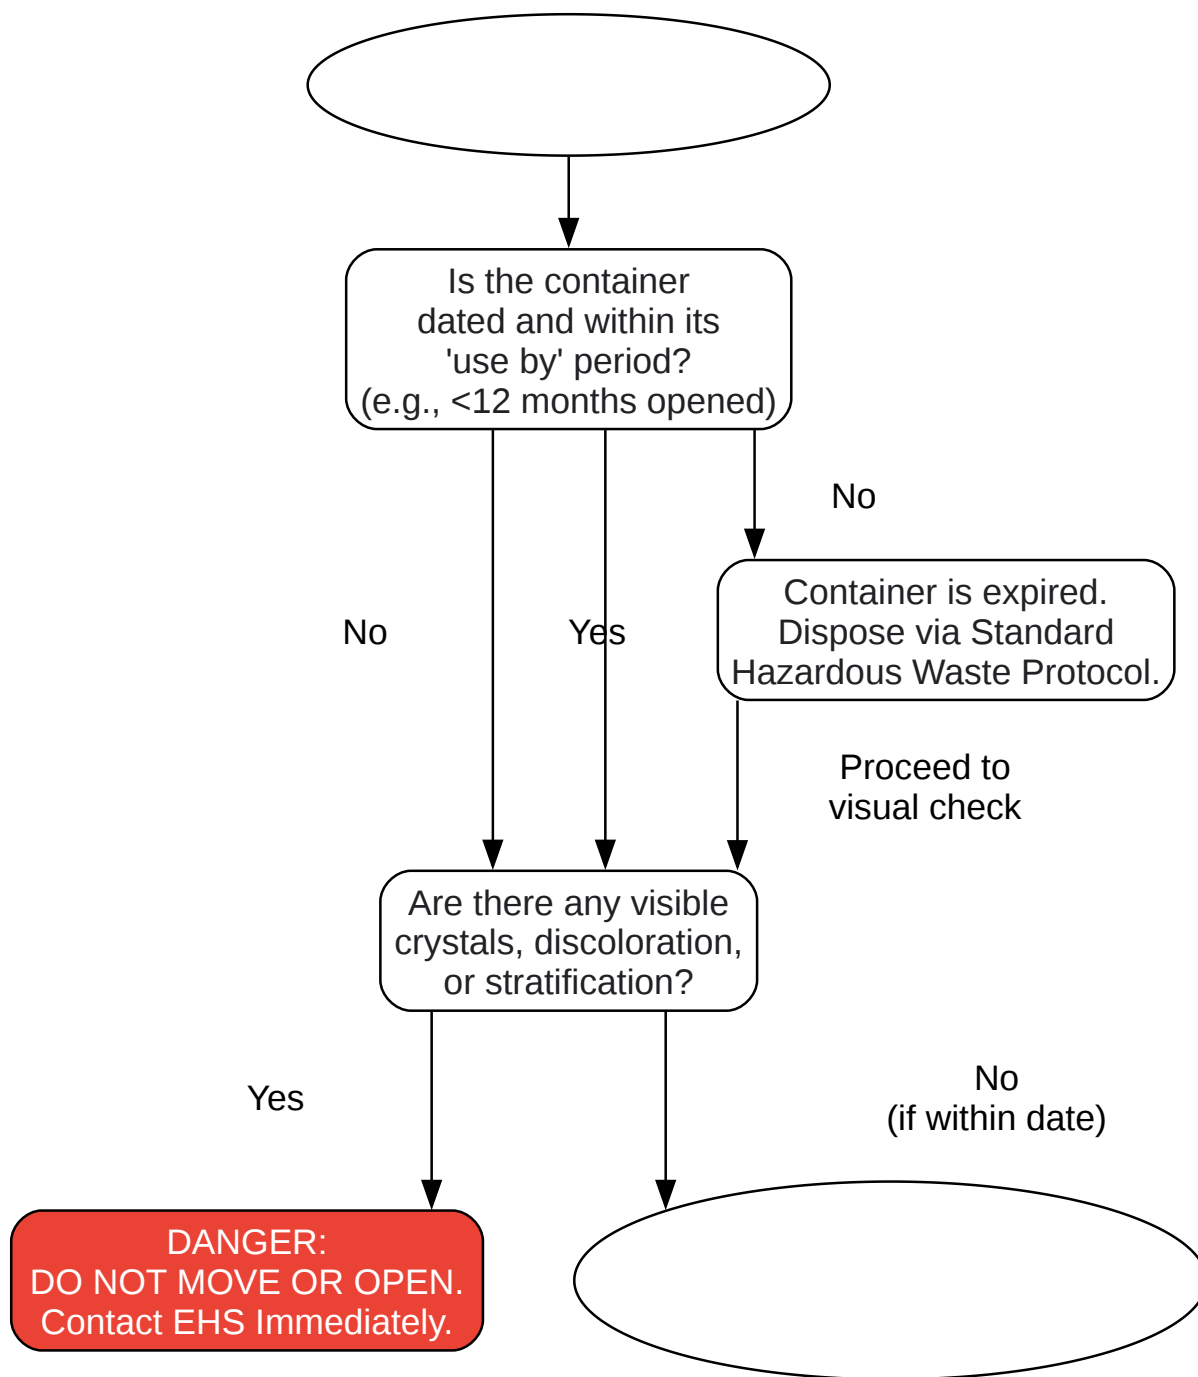 Is the container
dated and within its
'use by' period?
(e.g., <12 months opened)
No
Container is expired.
Dispose via Standard
Hazardous Waste Protocol.
No
Yes
Proceed to
visual check
Are there any visible
crystals, discoloration,
or stratification?
Yes
No
(if within date)
DANGER:
DO NOT MOVE OR OPEN.
Contact EHS Immediately.